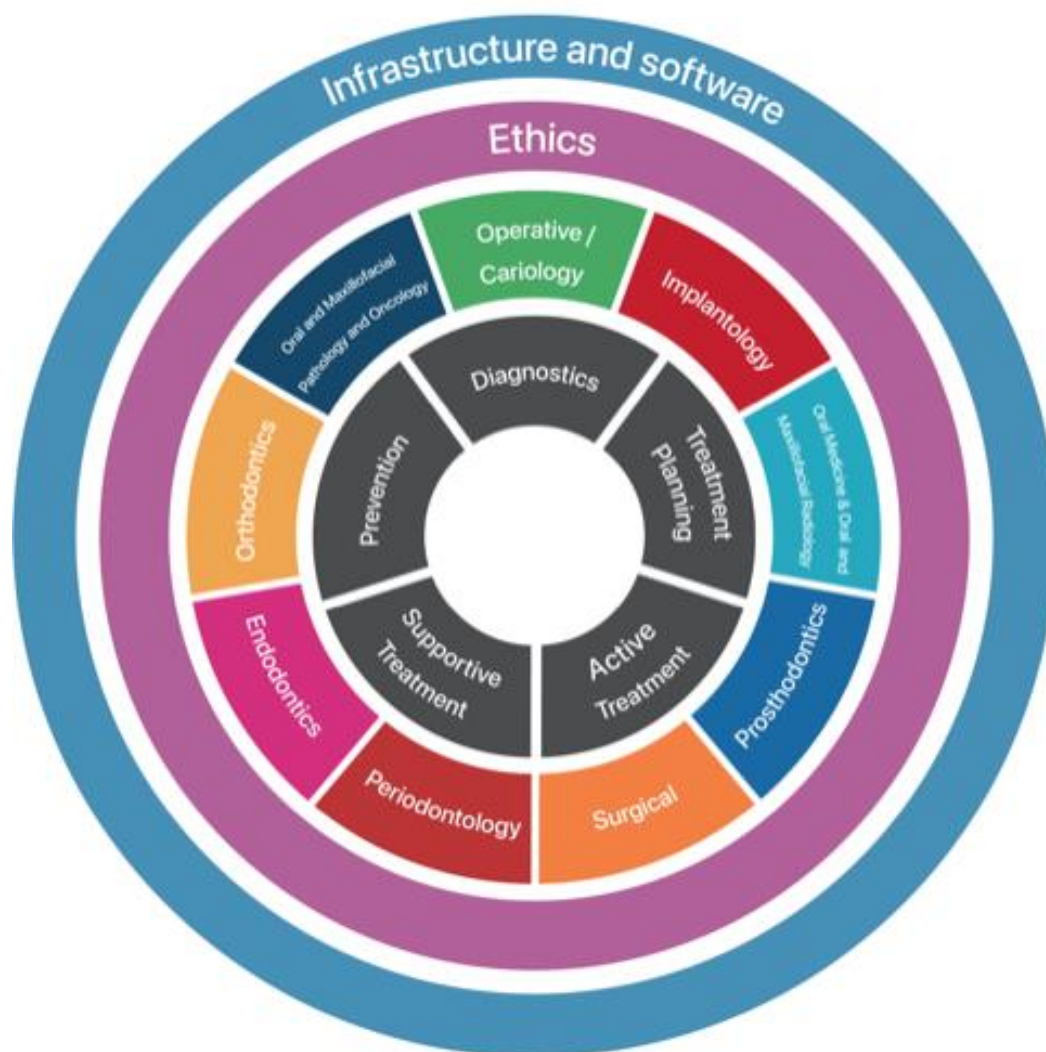 Infrastructure and software
Ethics
Operative /
Cariology
Implantology
Oral Medicine & Oral and
Maxillofacial Radiology
Prosthodontics
Surgical
Periodontology
Endodontics
Orthodontics
Oral and Maxillofacial
Pathology and Oncology
Diagnostics
Treatment
Planning
Active
Treatment
Supportive
Treatment
Prevention